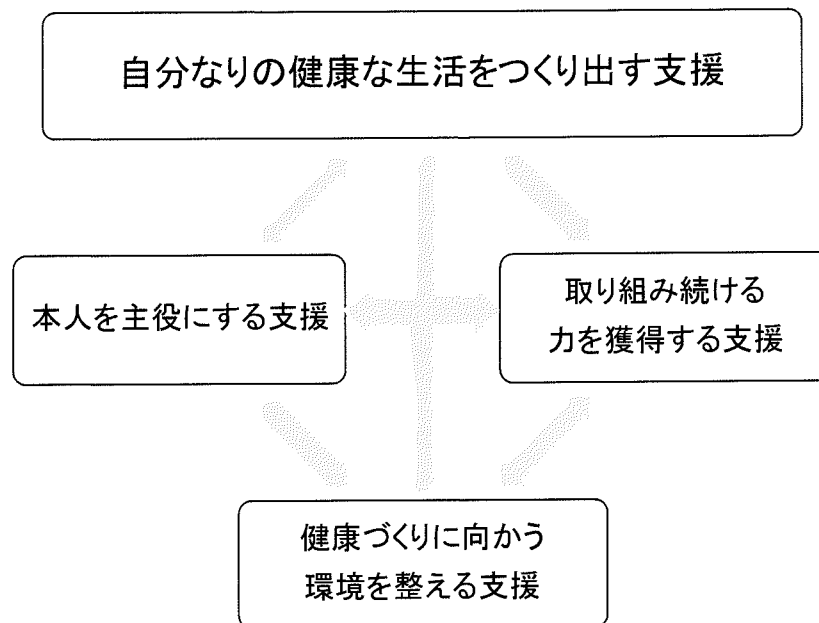 自分なりの健康な生活をつくり出す支援
本人を主役にする支援
取り組み続ける
力を獲得する支援
健康づくりに向かう
環境を整える支援